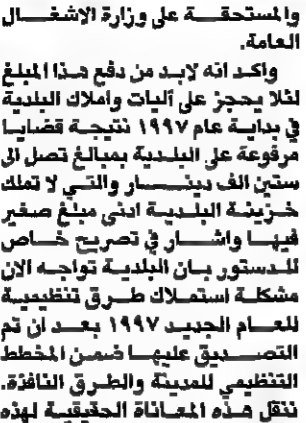 والمستحقة على وزارة الاشغال
العامة.
واكد انه لابد من دفع هذا المبلغ
لئلا يحجز على آليات واملاك البلدية
في بداية عام ١٩٩٧ نتيجة قضايا
مرفوعة على البلدية بمبالغ تصل الى
ستين الف دينار والتي لا تملك
خزينة البلدية ادنى مبلغ صغير
فيها واشار في تصريح خاص
للدستور بان البلدية تواجه الان
مشكلة استملاك طرق تنظيمية
للعام الجديد ١٩٩٧ بعد ان تم
التصديق عليها ضمن المخطط
التنظيمي للمدينة والطرق النافذة.
ننقل هذه المعاناة الحقيقية لهذه